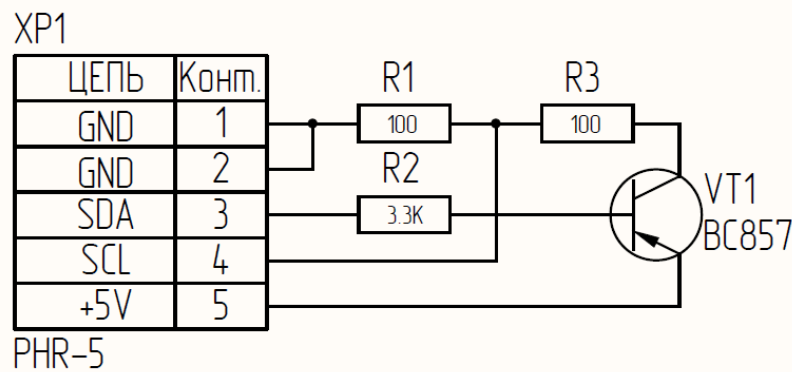 XP1
ЦЕПЬ Конт.
GND 1
GND 2
SDA 3
SCL 4
+5V 5
PHR-5
R1
100
R2
3.3K
R3
100
VT1
BC857